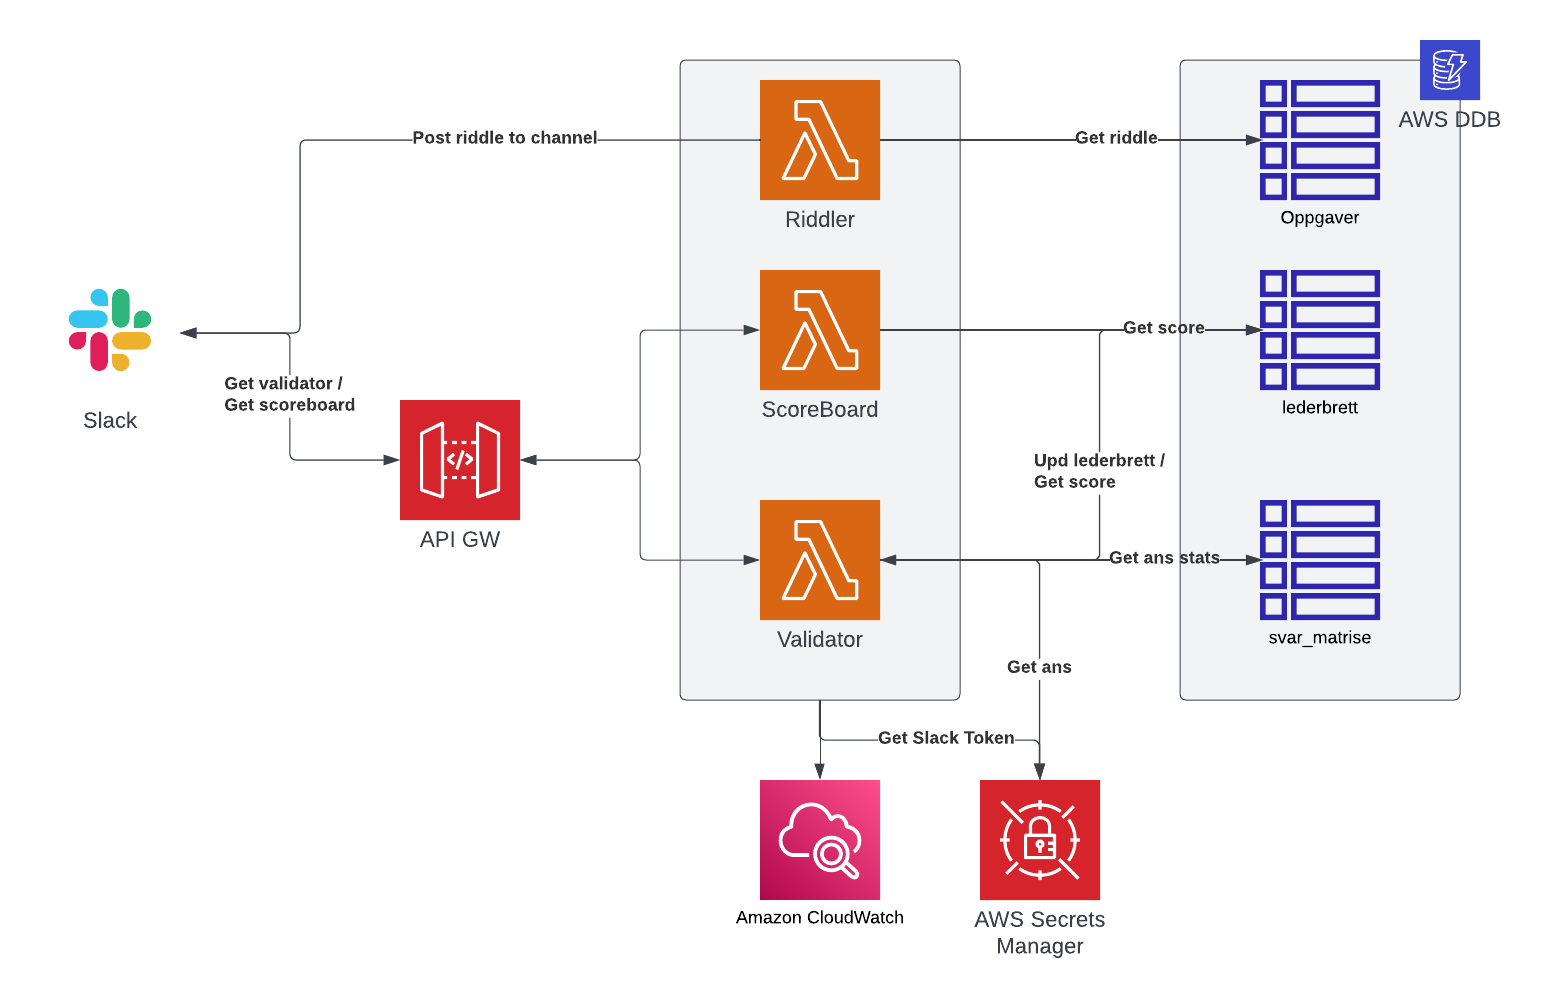 AWS DDB
Post riddle to channel
Get riddle
Riddler
Oppgaver
Get score
Get validator /
Get scoreboard
Slack
ScoreBoard
lederbrett
Upd lederbrett /
Get score
API GW
Get ans stats
Validator
svar_matrise
Get ans
Get Slack Token
Amazon CloudWatch
AWS Secrets
Manager